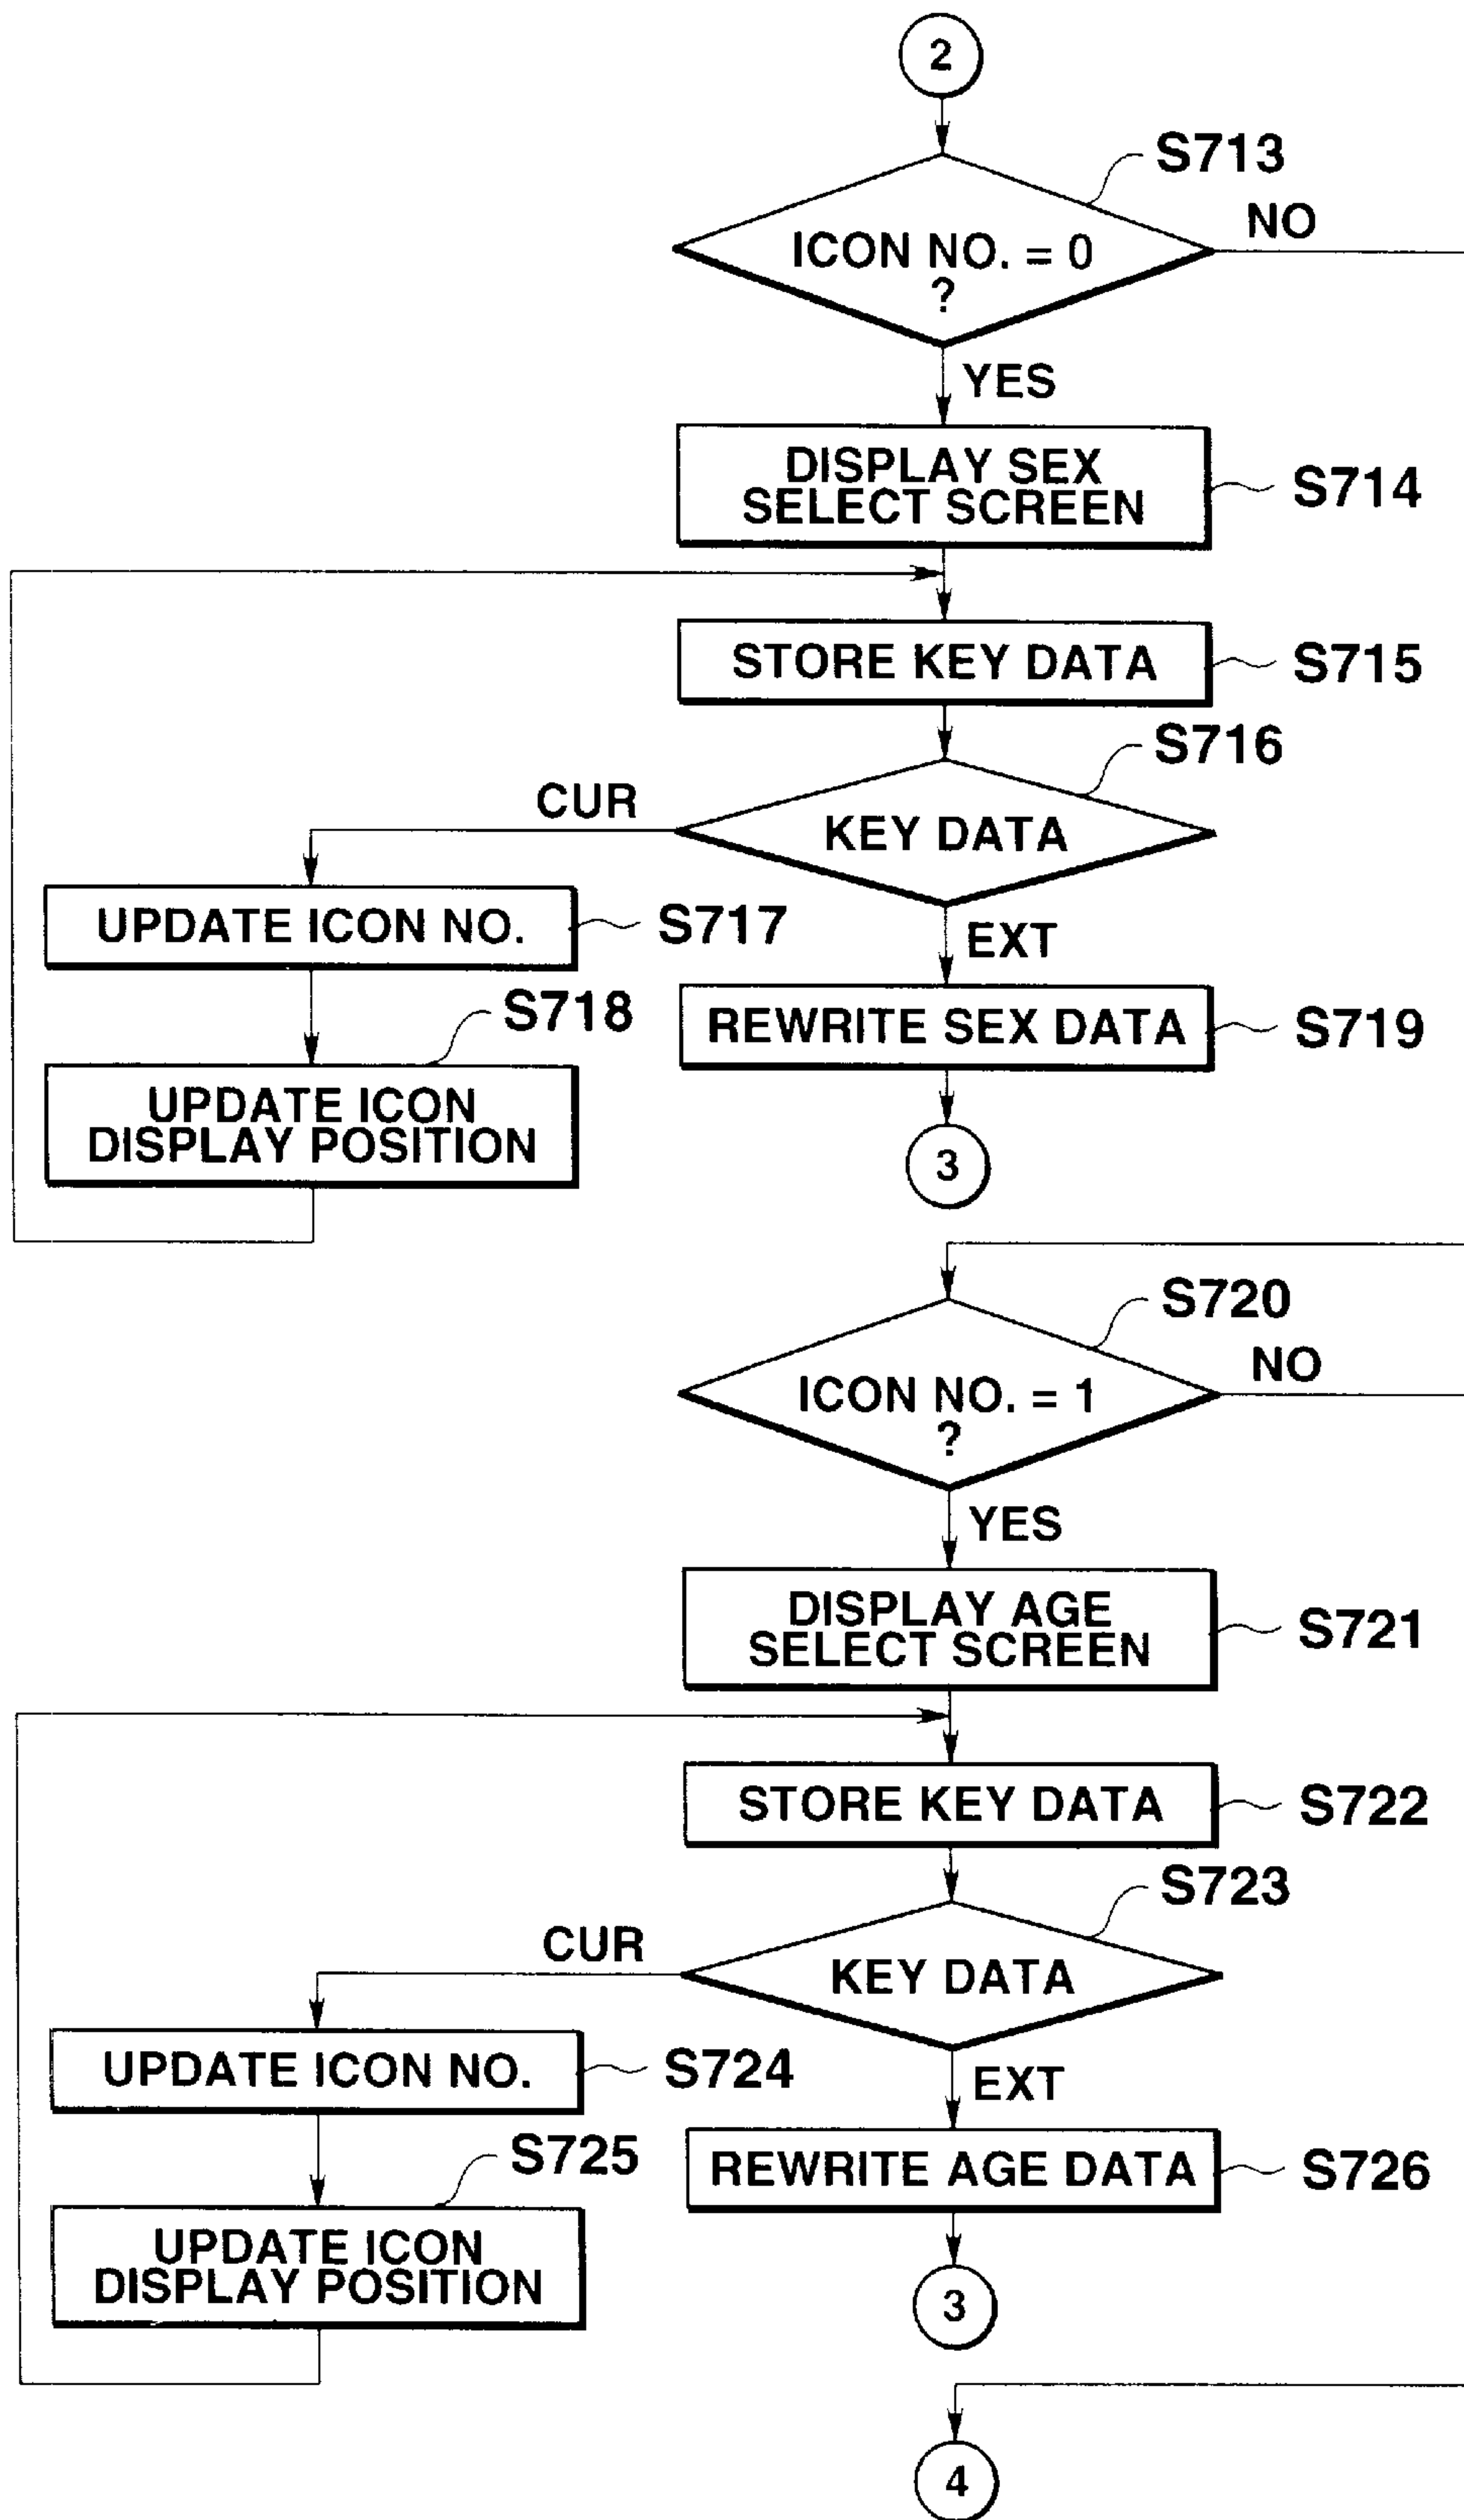 2
S713
ICON NO. = 0
?
NO
YES
DISPLAY SEX
SELECT SCREEN
S714
STORE KEY DATA
S715
S716
CUR
KEY DATA
UPDATE ICON NO.
S717
EXT
S718
REWRITE SEX DATA
S719
UPDATE ICON
DISPLAY POSITION
3
S720
ICON NO. = 1
?
NO
YES
DISPLAY AGE
SELECT SCREEN
S721
STORE KEY DATA
S722
S723
CUR
KEY DATA
UPDATE ICON NO.
S724
EXT
S725
REWRITE AGE DATA
S726
UPDATE ICON
DISPLAY POSITION
3
4